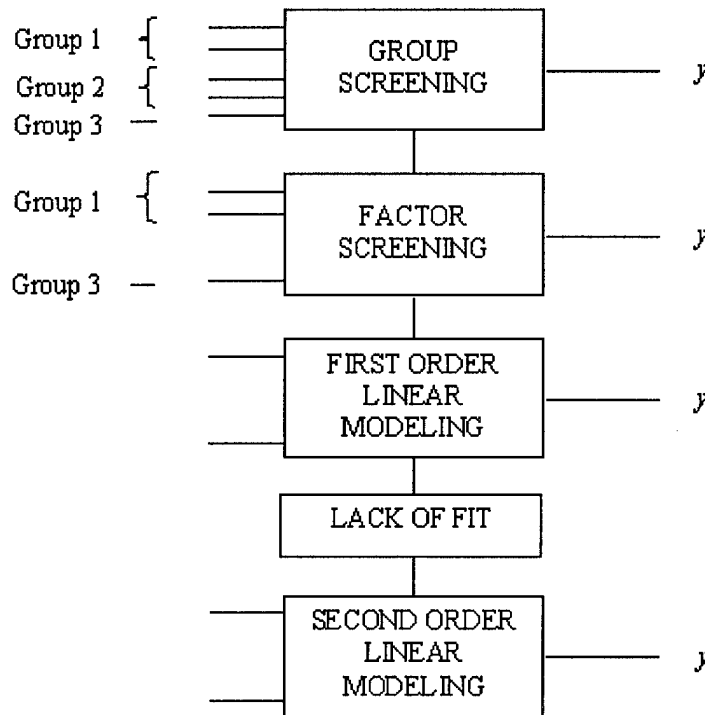 Group 1
Group 2
Group 3
GROUP
SCREENING
y
Group 1
Group 3
FACTOR
SCREENING
y
FIRST ORDER
LINEAR
MODELING
y
LACK OF FIT
SECOND ORDER
LINEAR
MODELING
y